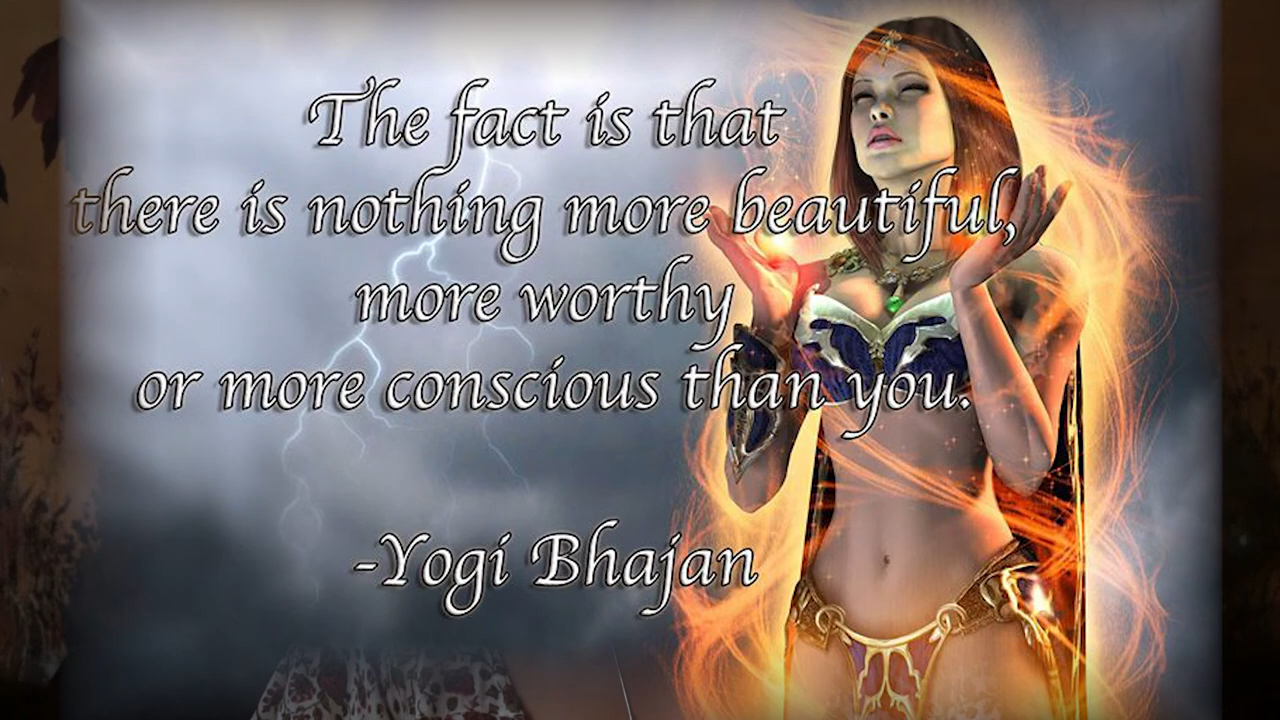 The fact is that
there is nothing more beautiful,
more worthy
or more conscious than you.
-Yogi Bhajan